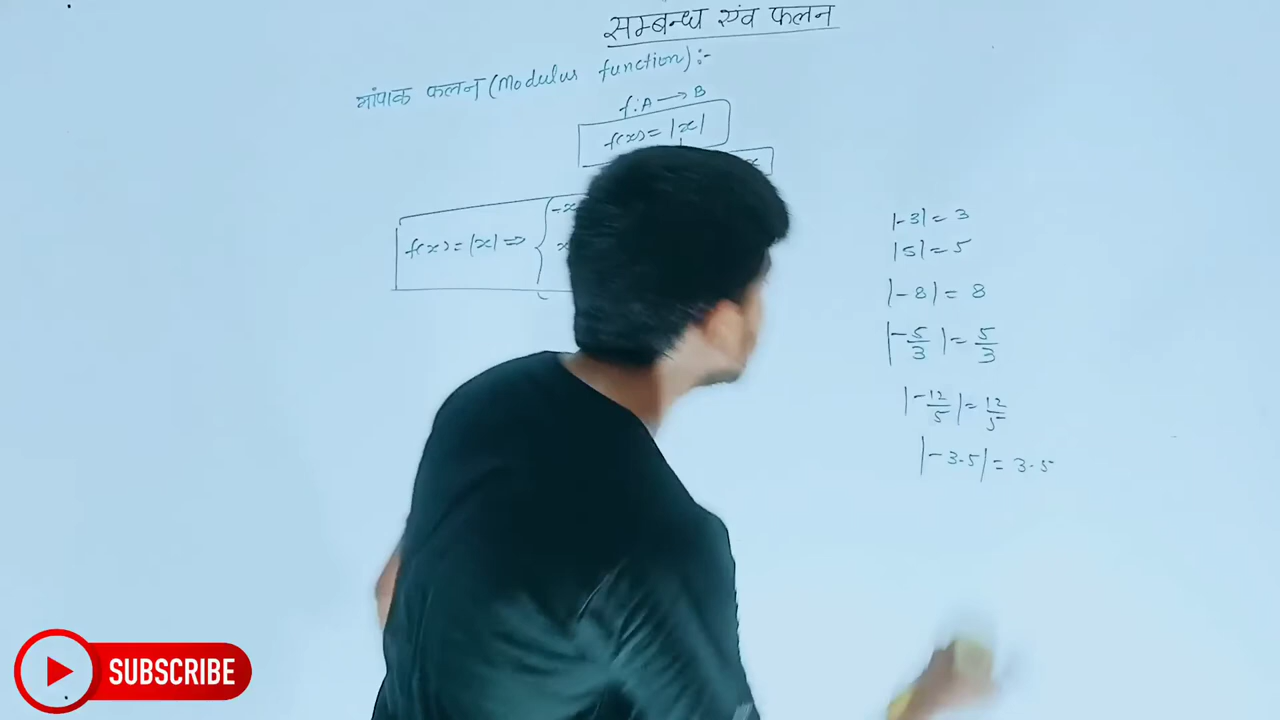 सम्बन्ध एंव फलन
मांपाक फलन (Modulus function):-
f:A→B
f(x)=|x|
x
f(x)=|x|⇒{-x
x
|-3|=3
|5|=5
|-8|=8
|-5/3|=5/3
|-12/5|=12/5
|-3.5|=3.5
SUBSCRIBE